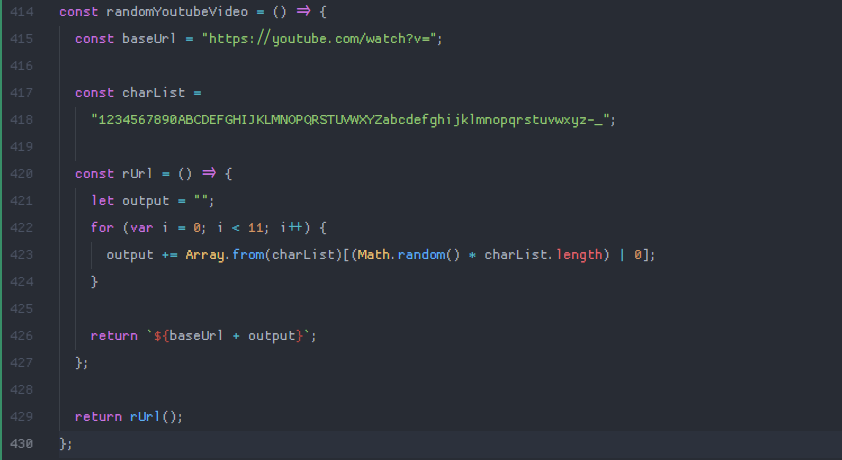 414 const randomYoutubeVideo = () => {
415 const baseUrl = "https://youtube.com/watch?v=";
416
417 const charList =
418 "1234567890ABCDEFGHIJKLMNOPQRSTUVWXYZabcdefghijklmnopqrstuvwxyz-_";
419
420 const rUrl = () => {
421 let output = "";
422 for (var i = 0; i < 11; i++) {
423 output += Array.from(charList)[(Math.random() * charList.length) | 0];
424 }
425
426 return `${baseUrl + output}`;
427 };
428
429 return rUrl();
430 };